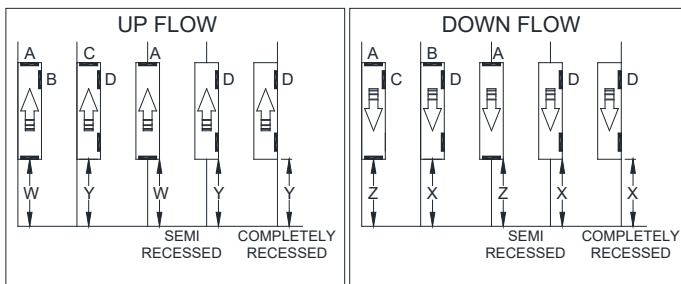 UP FLOW
A C A
B D D D
W Y W Y Y
SEMI RECESSED
COMPLETELY RECESSED
DOWN FLOW
A B A
C D D D
Z X Z X X
SEMI RECESSED
COMPLETELY RECESSED